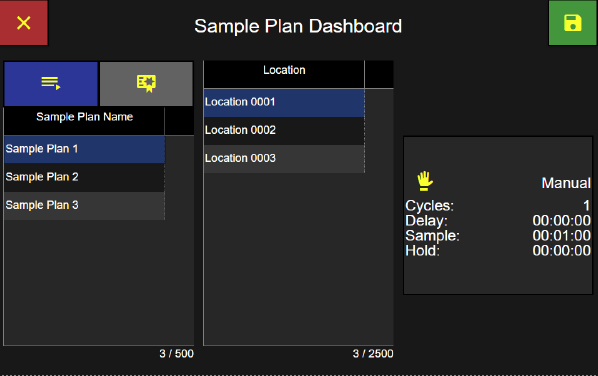 Sample Plan Dashboard
Sample Plan Name
Sample Plan 1
Sample Plan 2
Sample Plan 3
3 / 500
Location
Location 0001
Location 0002
Location 0003
3 / 2500
Manual
Cycles: 1
Delay: 00:00:00
Sample: 00:01:00
Hold: 00:00:00